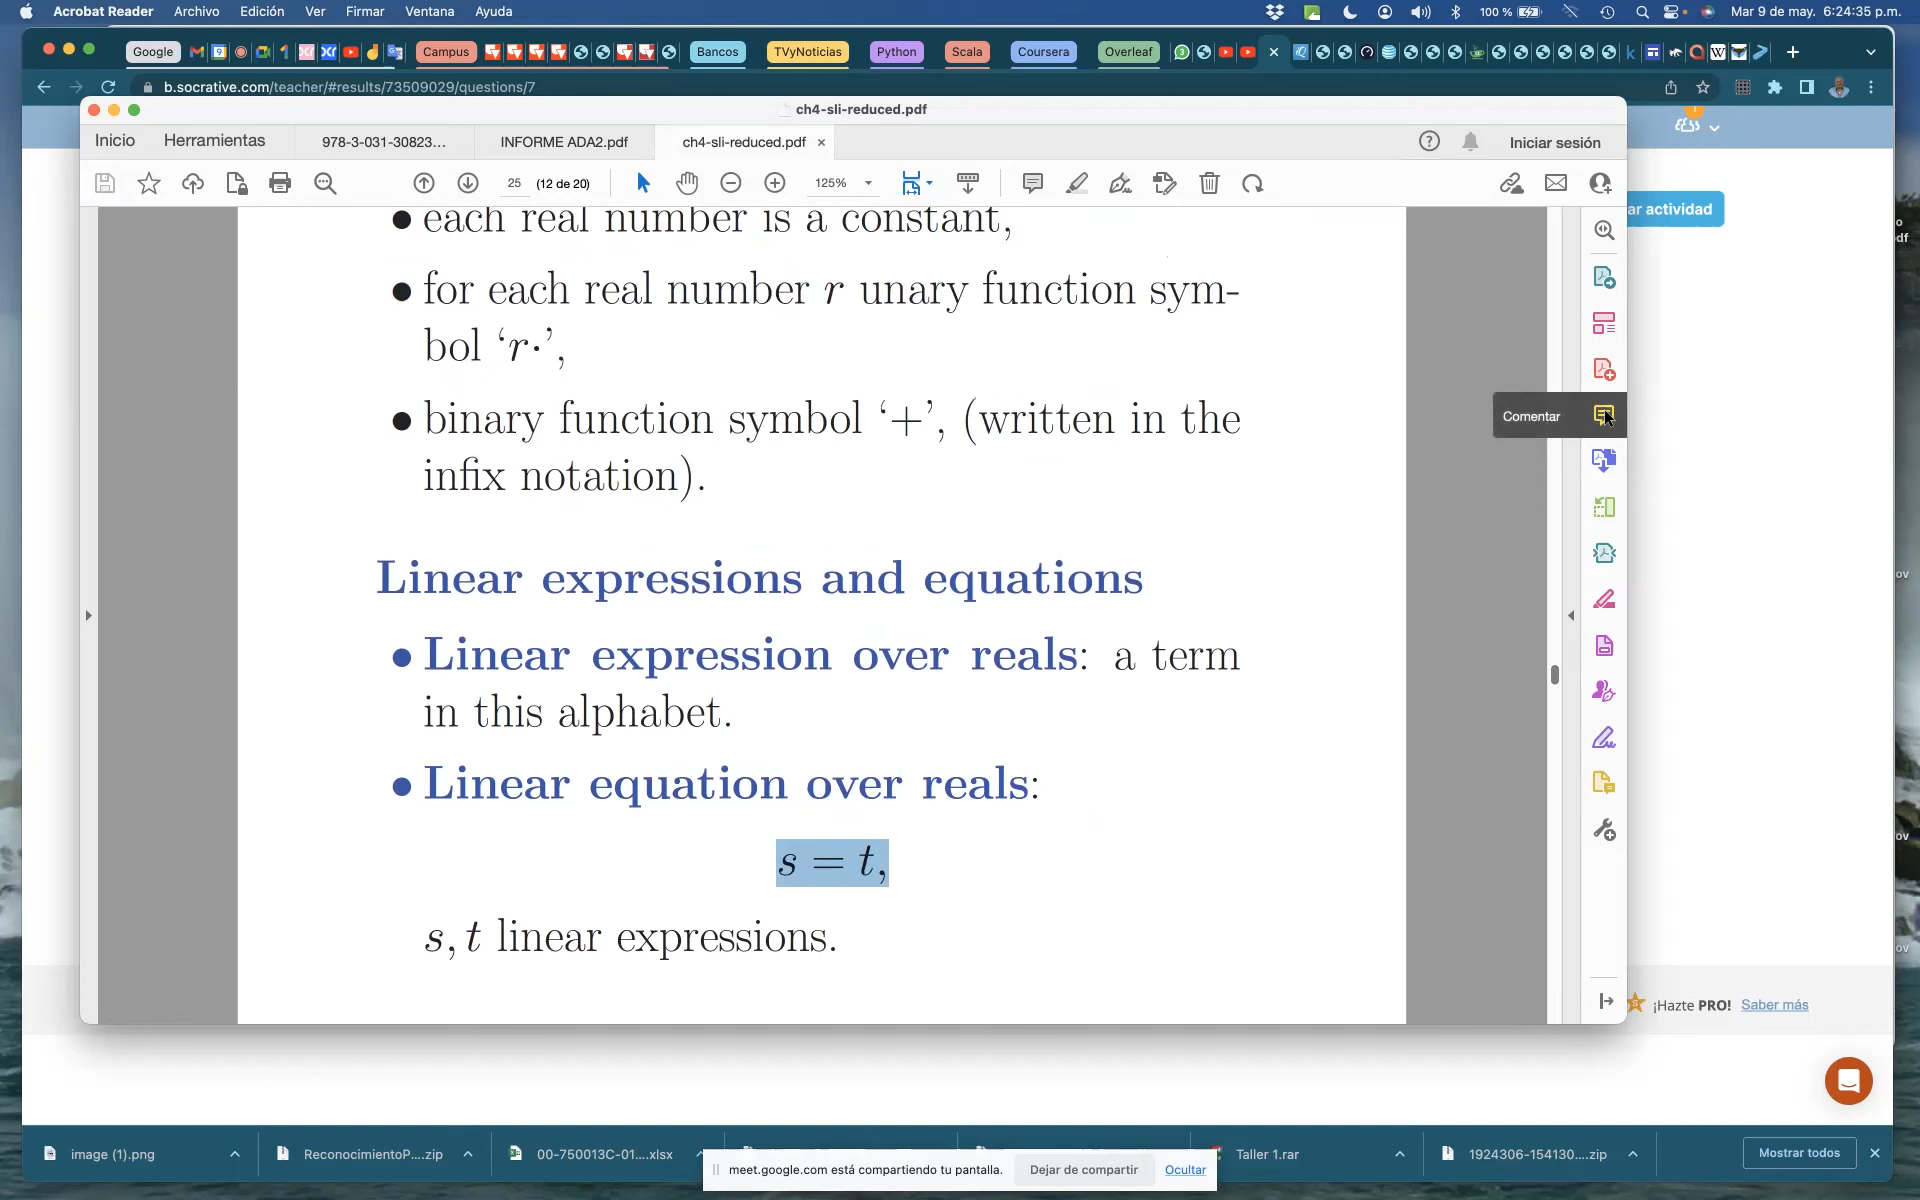 Acrobat Reader Archivo Edición Ver Firmar Ventana Ayuda 100 % Mar 9 de may. 6:24:35 p.m.
Google Campus Bancos TVyNoticias Python Scala Coursera Overleaf
b.socrative.com/teacher/#results/73509029/questions/7
ch4-sli-reduced.pdf
Inicio Herramientas 978-3-031-30823... INFORME ADA2.pdf ch4-sli-reduced.pdf Iniciar sesión
25 (12 de 20) 125%
ar actividad
each real number is a constant,
• for each real number r unary function sym-
bol ‘r·’,
• binary function symbol ‘+’, (written in the
infix notation).
Comentar
Linear expressions and equations
• Linear expression over reals: a term
in this alphabet.
• Linear equation over reals:
s = t,
s, t linear expressions.
¡Hazte PRO! Saber más
image (1).png ReconocimientoP....zip 00-750013C-01....xlsx Taller 1.rar 1924306-154130....zip Mostrar todos
meet.google.com está compartiendo tu pantalla. Dejar de compartir Ocultar